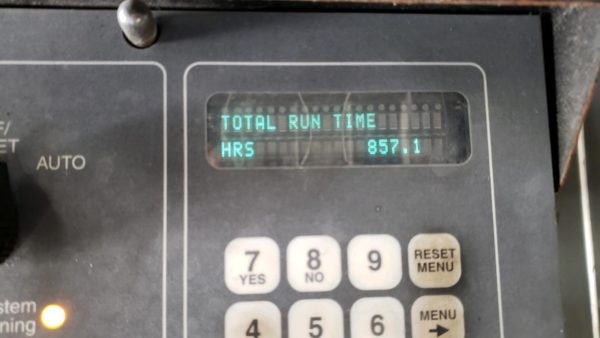 TOTAL RUN TIME
HRS 857.1
AUTO
7 8 9 RESET MENU
YES NO
4 5 6 MENU